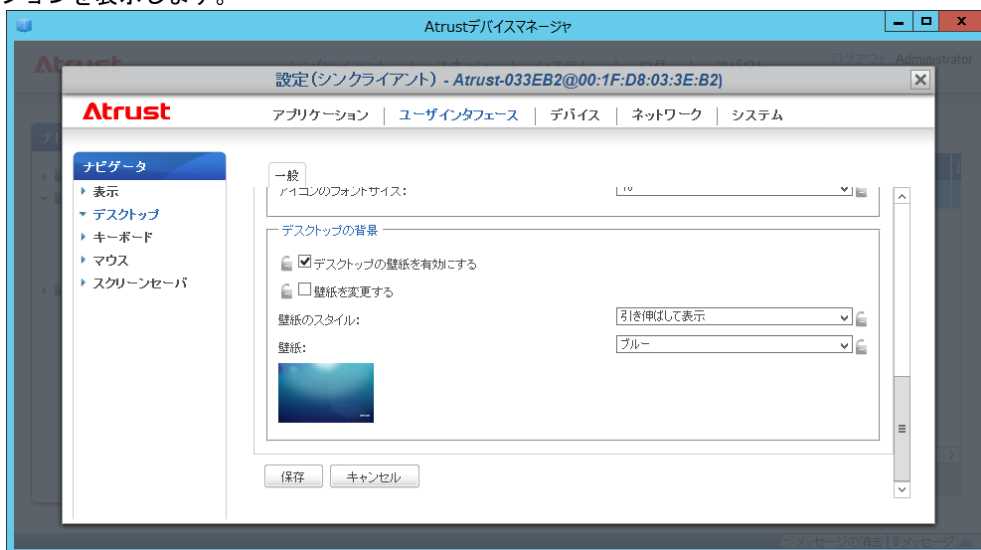 ションを表示します。
Atrustデバイスマネージャ
ログアウト Administrator
設定(シンクライアント) - Atrust-033EB2@00:1F:D8:03:3E:B2)
Atrust
アプリケーション | ユーザインタフェース | デバイス | ネットワーク | システム
ナビゲータ
一般
表示
デスクトップ
キーボード
マウス
スクリーンセーバ
アイコンのフォントサイズ:
デスクトップの背景
デスクトップの壁紙を有効にする
壁紙を変更する
壁紙のスタイル: 引き伸ばして表示
壁紙: ブルー
保存 キャンセル
メッセージの消去 メッセージ